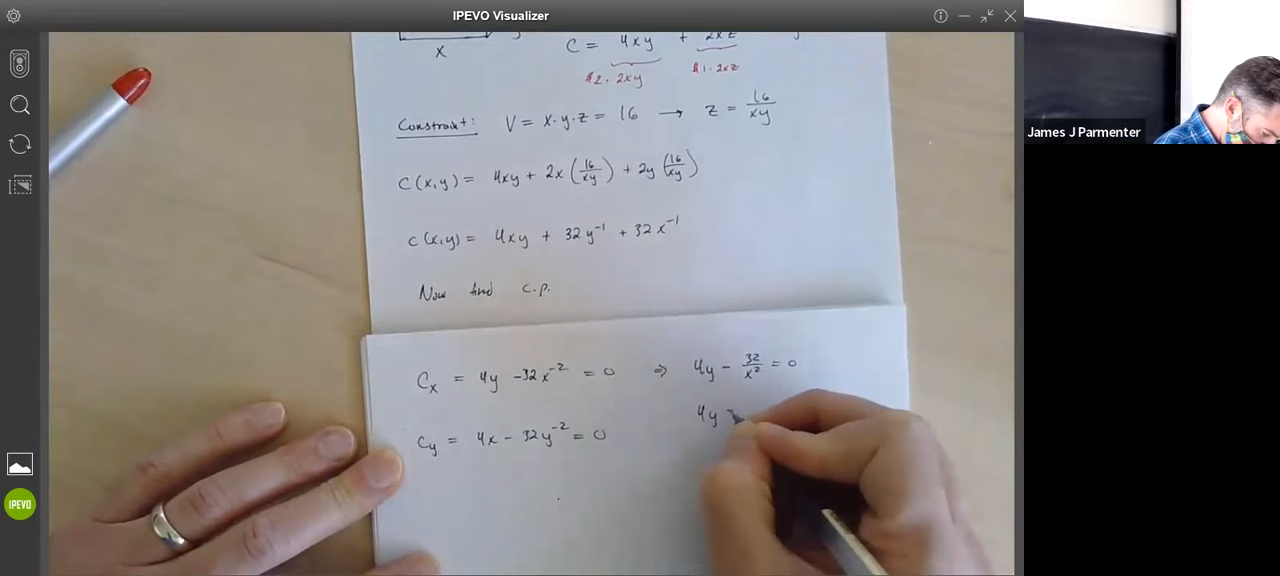 IPEVO Visualizer
x
C = 4xy + 2xz
$2 · 2xy $1 · 2xz
Constraint: V = x·y·z = 16 → z = 16/xy
C(x,y) = 4xy + 2x (16/xy) + 2y (16/xy)
C(x,y) = 4xy + 32y⁻¹ + 32x⁻¹
Now find c.p.
Cx = 4y - 32x⁻² = 0 ⇒ 4y - 32/x² = 0
4y =
Cy = 4x - 32y⁻² = 0
James J Parmenter
IPEVO